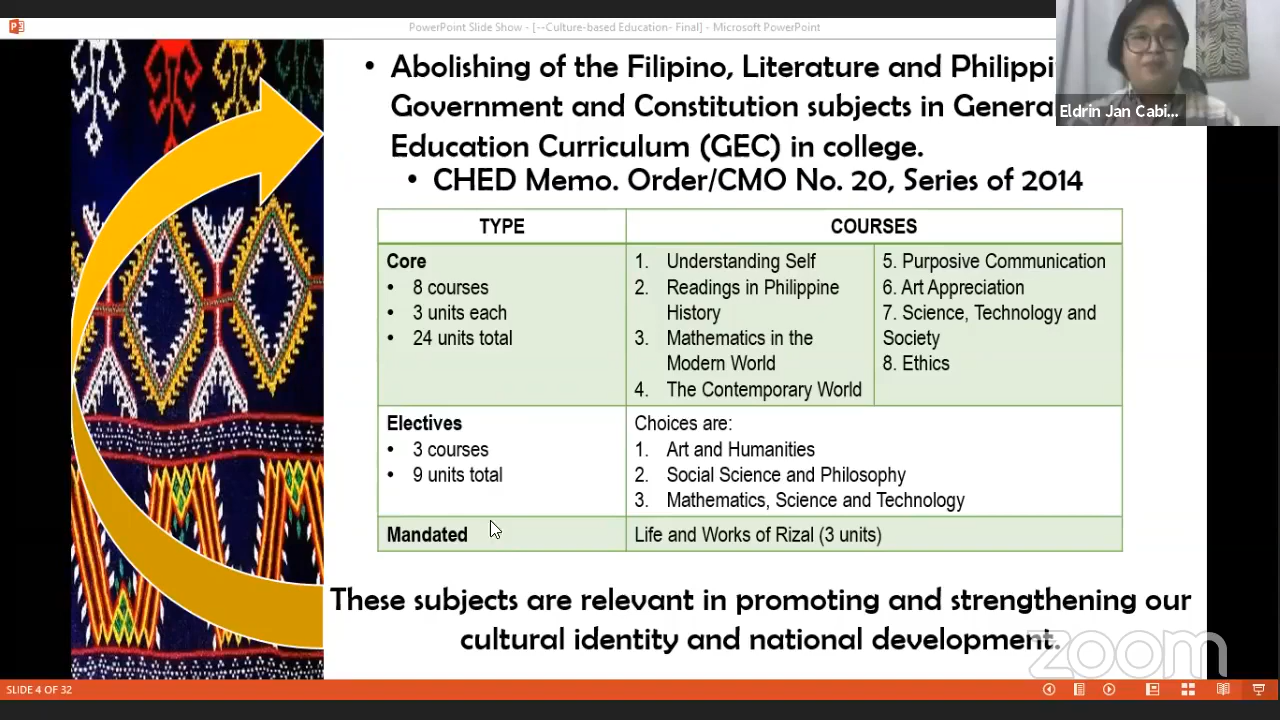 PowerPoint Slide Show - [--Culture-based Education- Final] - Microsoft PowerPoint
Eldrin Jan Cabi...
• Abolishing of the Filipino, Literature and Philippi
Government and Constitution subjects in Genera
Education Curriculum (GEC) in college.
• CHED Memo. Order/CMO No. 20, Series of 2014
TYPE
COURSES
Core
• 8 courses
• 3 units each
• 24 units total
1. Understanding Self
2. Readings in Philippine
History
3. Mathematics in the
Modern World
4. The Contemporary World
5. Purposive Communication
6. Art Appreciation
7. Science, Technology and
Society
8. Ethics
Electives
• 3 courses
• 9 units total
Choices are:
1. Art and Humanities
2. Social Science and Philosophy
3. Mathematics, Science and Technology
Mandated
Life and Works of Rizal (3 units)
These subjects are relevant in promoting and strengthening our
cultural identity and national development.
zoom
SLIDE 4 OF 32